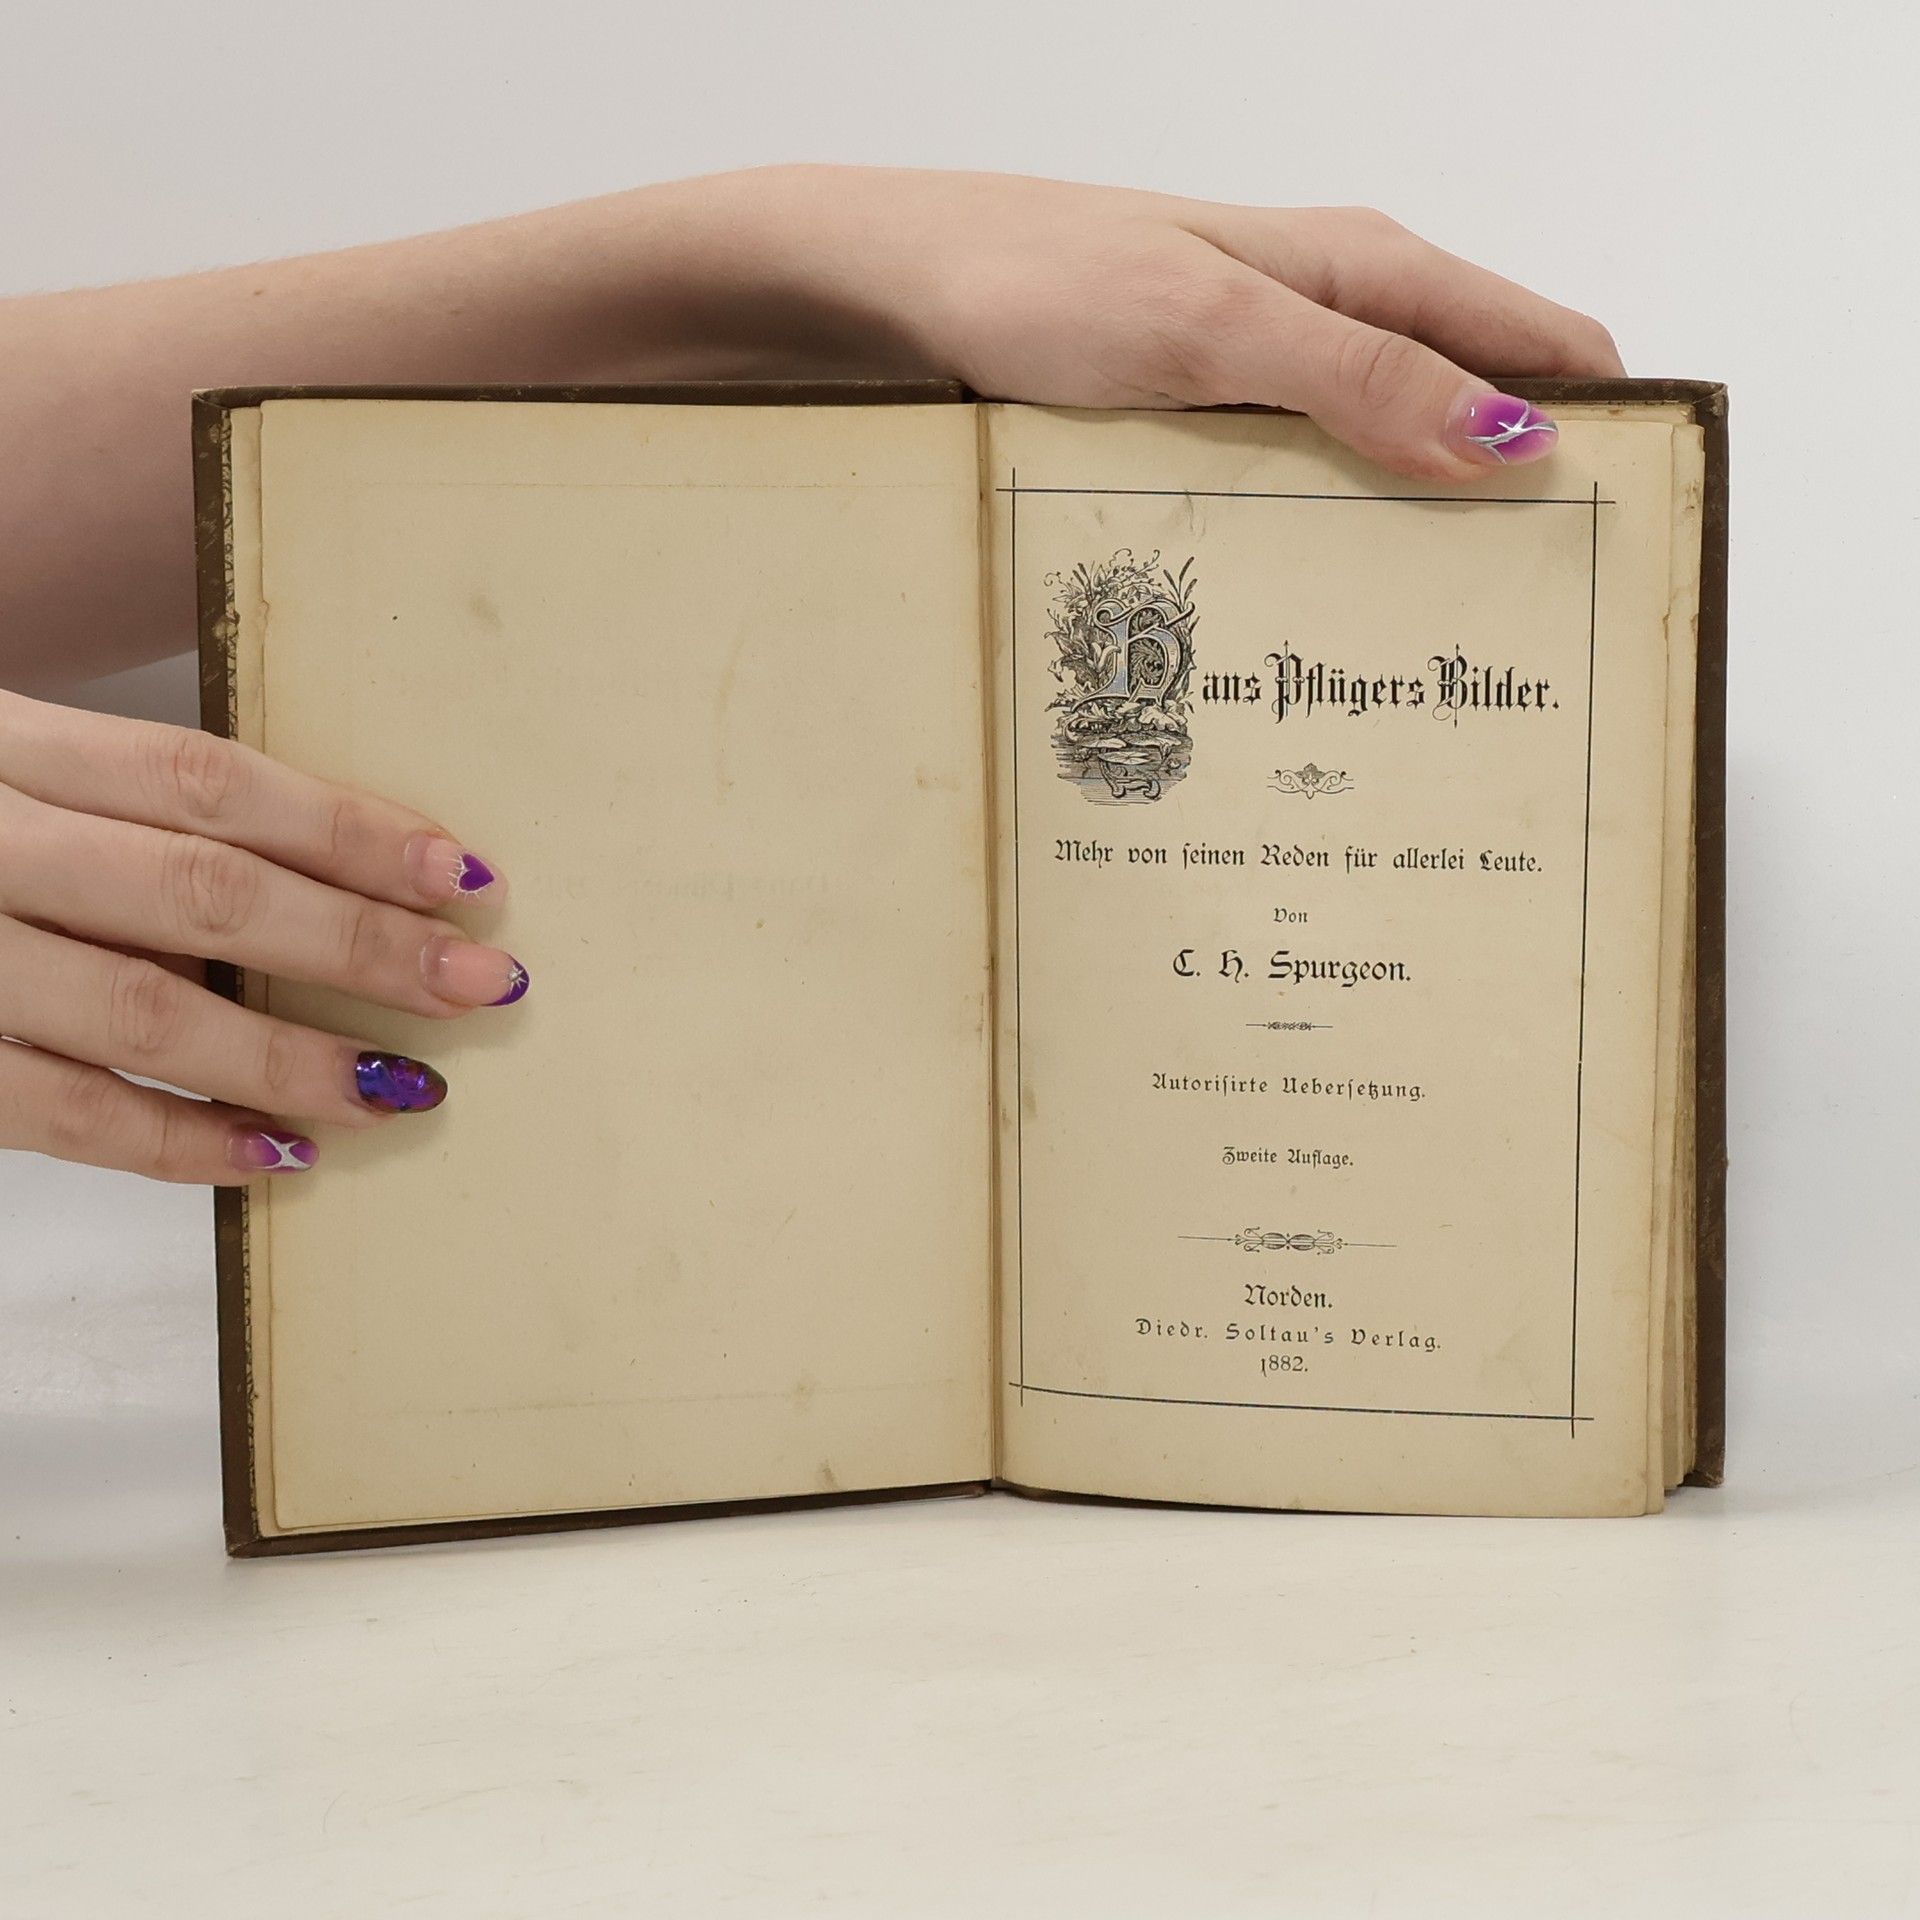 Hans Pflügers Bilder.
Mehr von ſeinen Reden für allerlei Leute.
Von
C. H. Spurgeon.
Autoriſirte Ueberſetzung.
Zweite Auflage.
Norden.
Diedr. Soltau's Verlag.
1882.